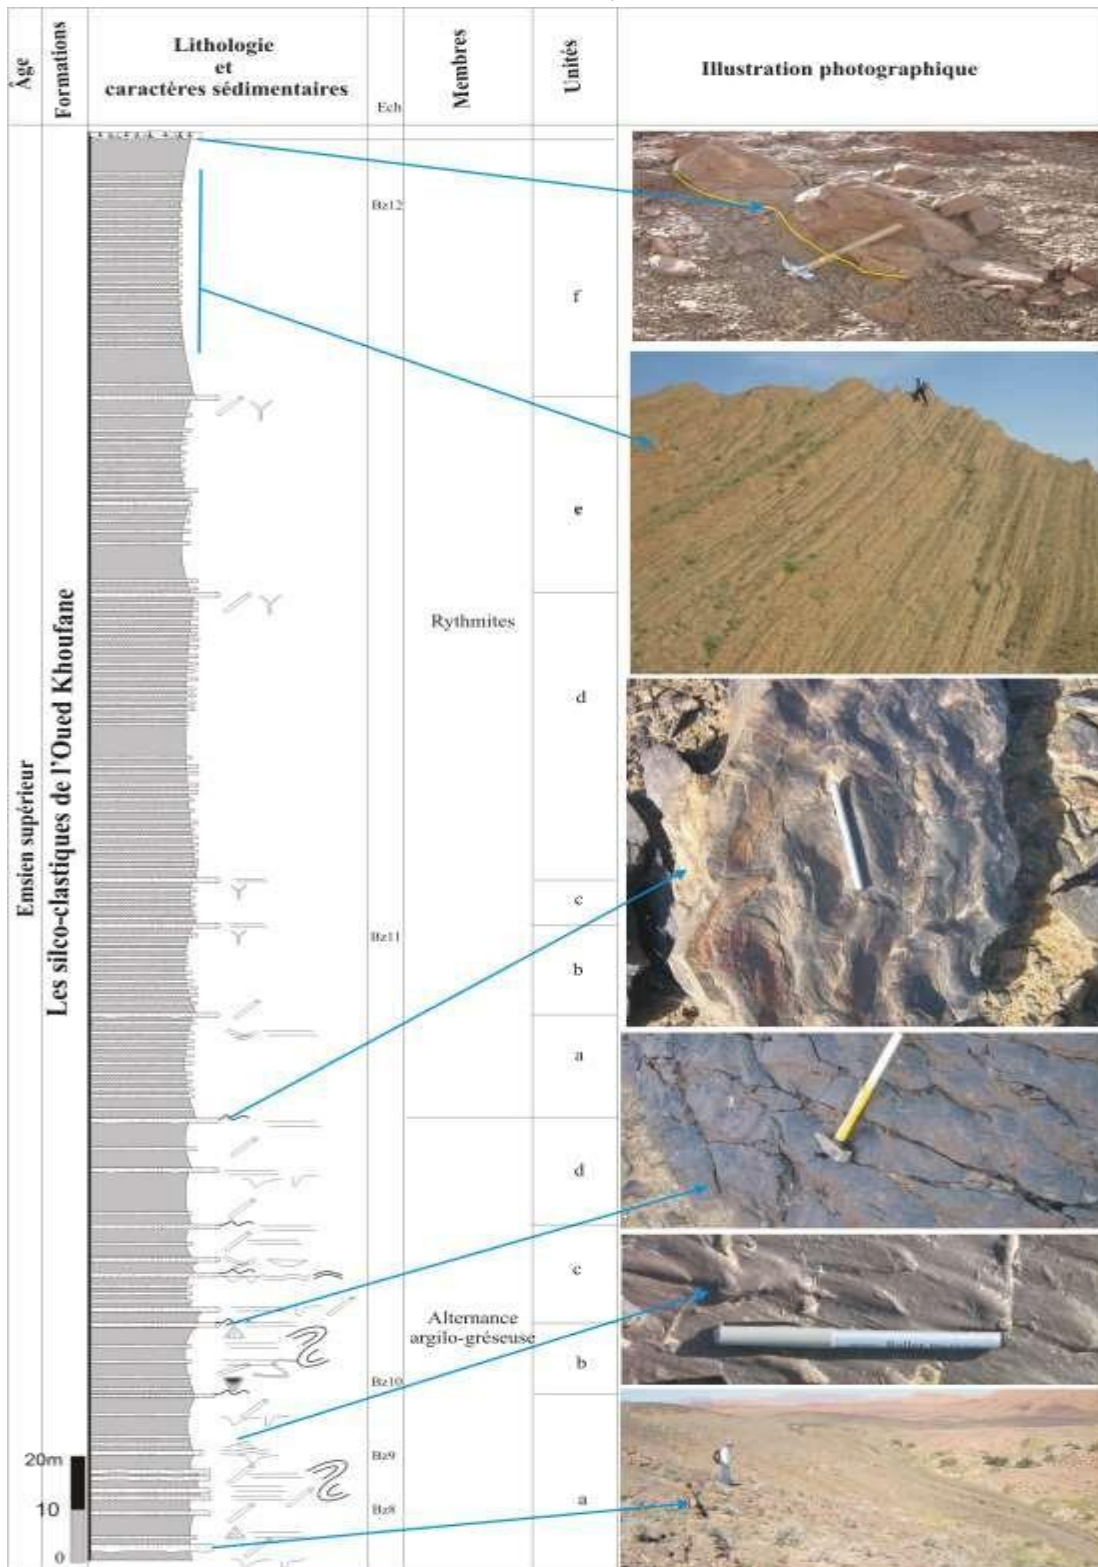 Âge
Formations
Lithologie
et
caractères sédimentaires
Ech
Membres
Unités
Illustration photographique
Emsien supérieur
Les silco-clastiques de l'Oued Khoufane
Bz12
f
e
Rythmites
d
c
Bz11
b
a
d
c
Alternance
argilo-gréseuse
b
Bz10
a
Bz9
Bz8
20m
10
0